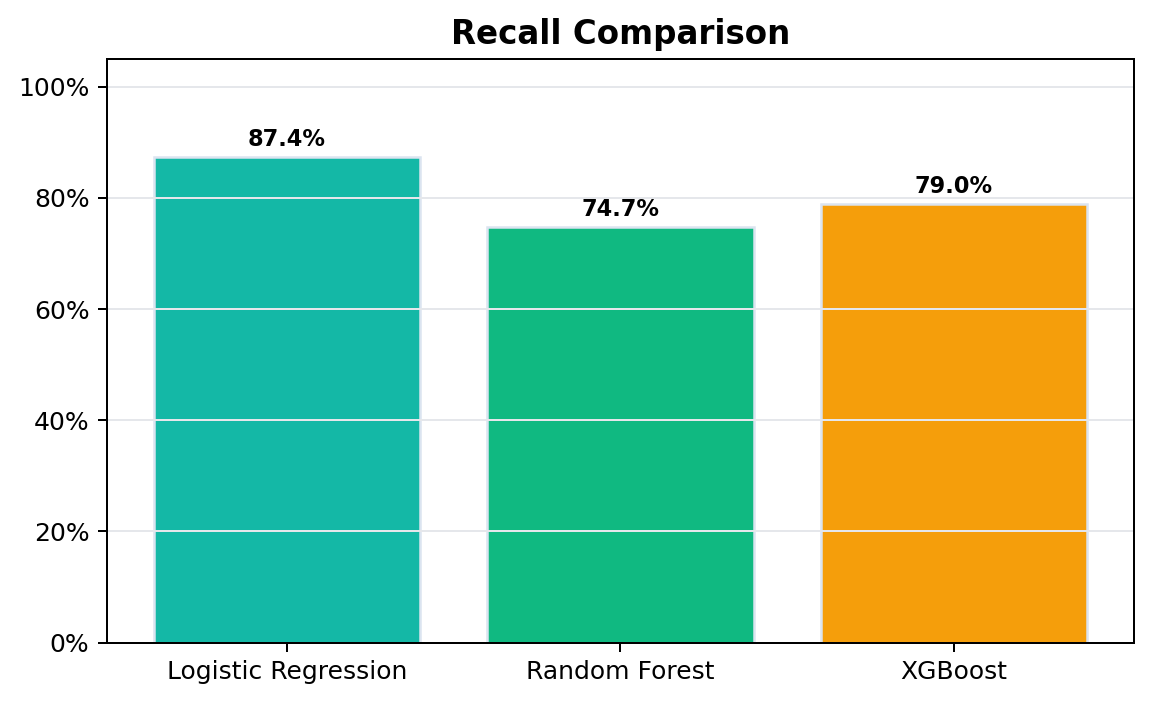 Recall Comparison
100%
87.4%
80%
74.7%
79.0%
60%
40%
20%
0%
Logistic Regression
Random Forest
XGBoost